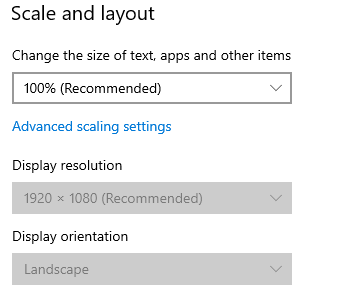 Scale and layout
Change the size of text, apps and other items
100% (Recommended)
Advanced scaling settings
Display resolution
1920 × 1080 (Recommended)
Display orientation
Landscape